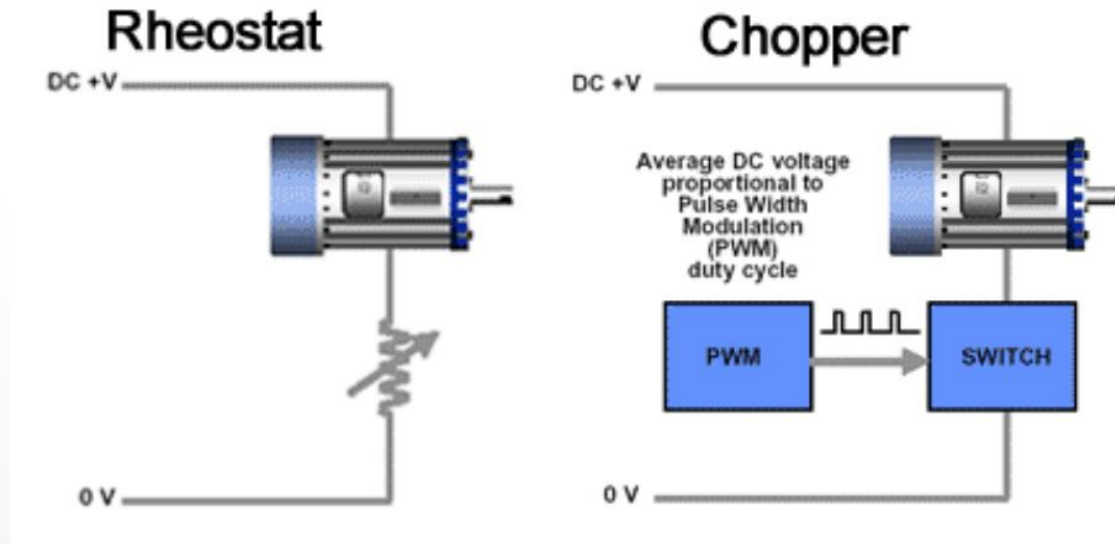 Rheostat
DC +V
0 V
Chopper
DC +V
Average DC voltage
proportional to
Pulse Width
Modulation
(PWM)
duty cycle
PWM
SWITCH
0 V